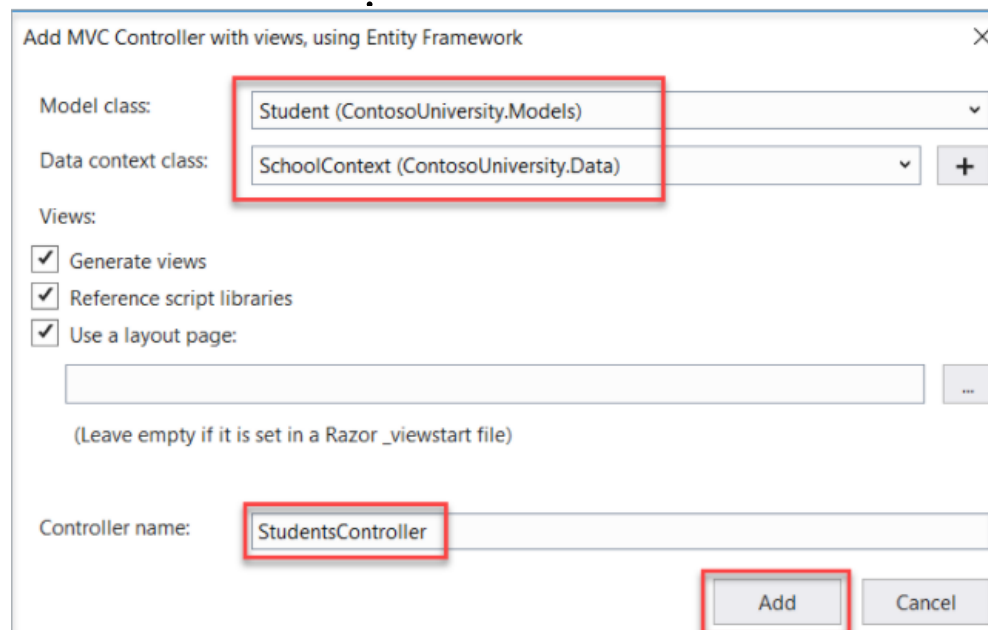 Add MVC Controller with views, using Entity Framework
Model class: Student (ContosoUniversity.Models)
Data context class: SchoolContext (ContosoUniversity.Data) +
Views:
Generate views
Reference script libraries
Use a layout page:
...
(Leave empty if it is set in a Razor _viewstart file)
Controller name: StudentsController
Add Cancel